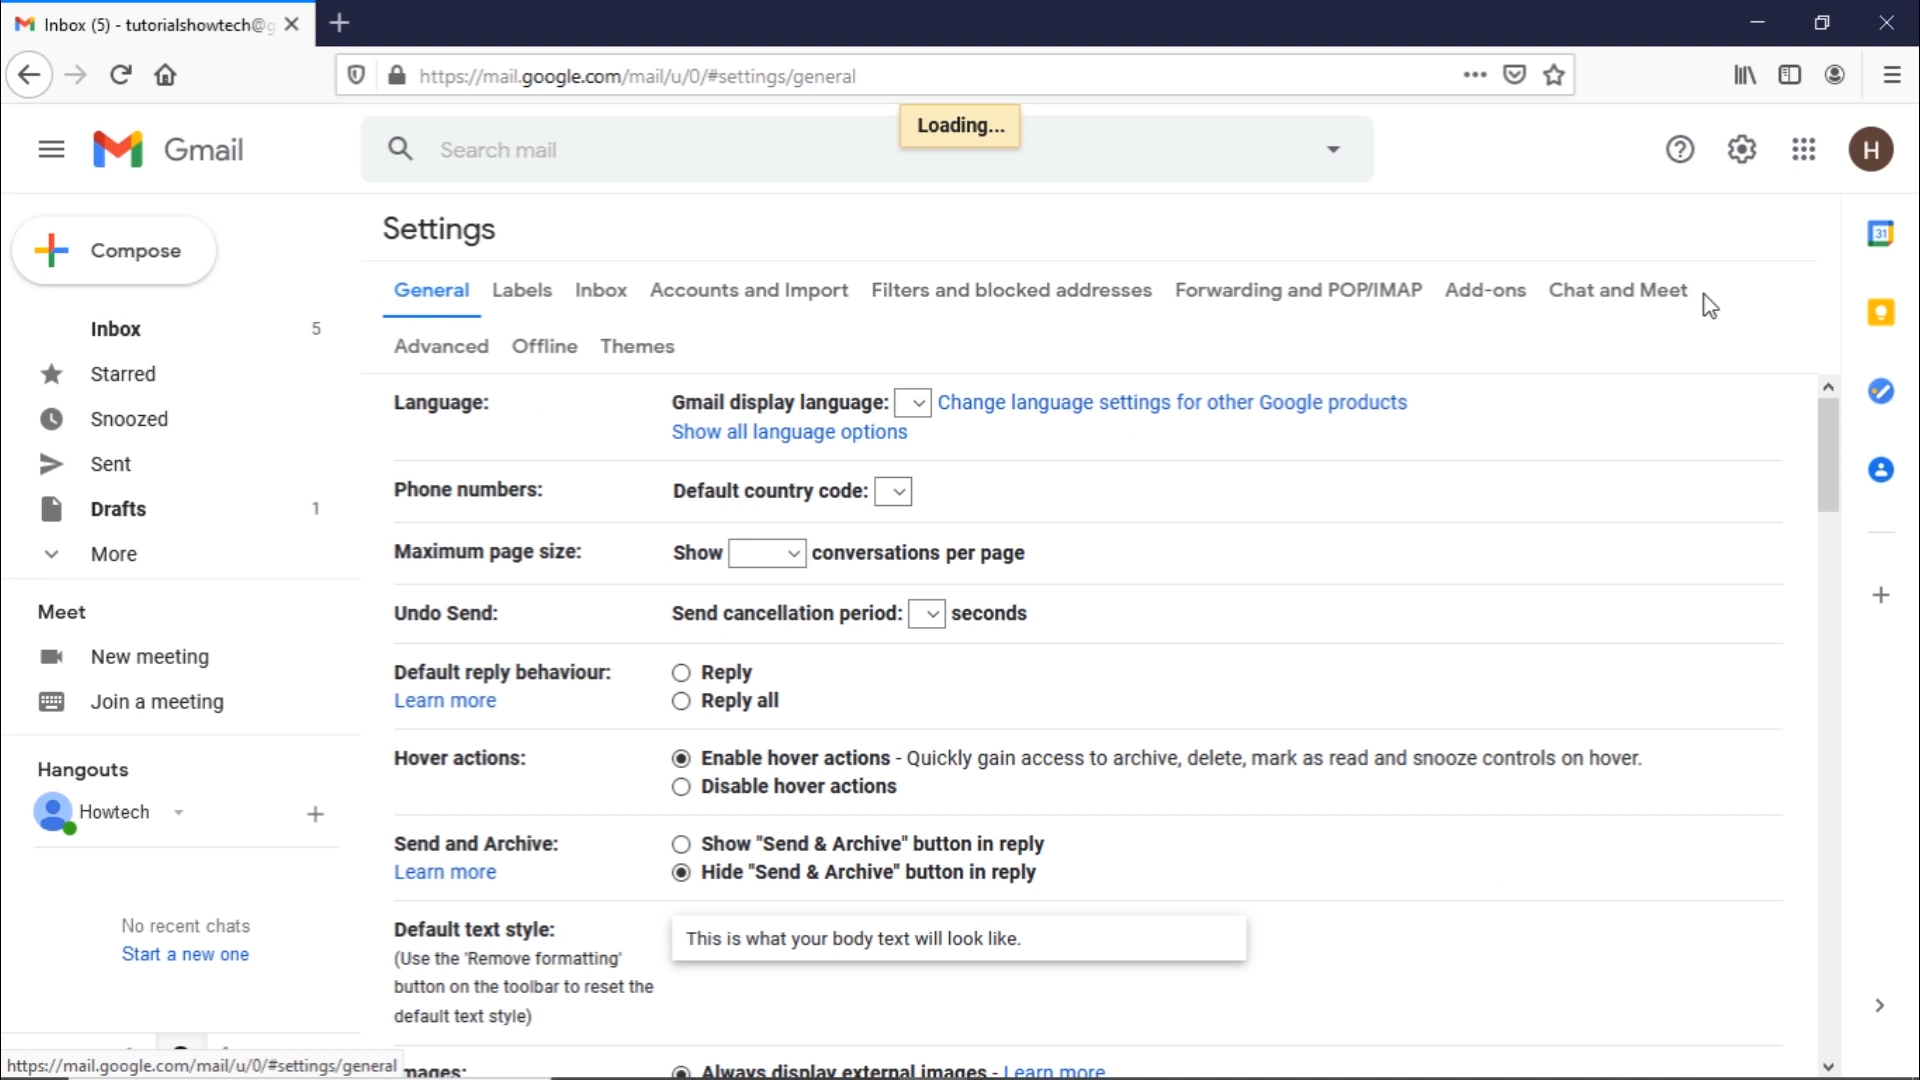 Inbox (5) - tutorialshowtech@g
https://mail.google.com/mail/u/0/#settings/general
Loading...
Gmail
Search mail
H
Compose
Inbox 5
Starred
Snoozed
Sent
Drafts 1
More
Meet
New meeting
Join a meeting
Hangouts
Howtech
No recent chats
Start a new one
Settings
General Labels Inbox Accounts and Import Filters and blocked addresses Forwarding and POP/IMAP Add-ons Chat and Meet
Advanced Offline Themes
Language: Gmail display language: Change language settings for other Google products
Show all language options
Phone numbers: Default country code:
Maximum page size: Show conversations per page
Undo Send: Send cancellation period: seconds
Default reply behaviour: Reply
Learn more Reply all
Hover actions: Enable hover actions - Quickly gain access to archive, delete, mark as read and snooze controls on hover.
Disable hover actions
Send and Archive: Show "Send & Archive" button in reply
Learn more Hide "Send & Archive" button in reply
Default text style: This is what your body text will look like.
(Use the 'Remove formatting'
button on the toolbar to reset the
default text style)
Always display external images - Learn more
31
https://mail.google.com/mail/u/0/#settings/general